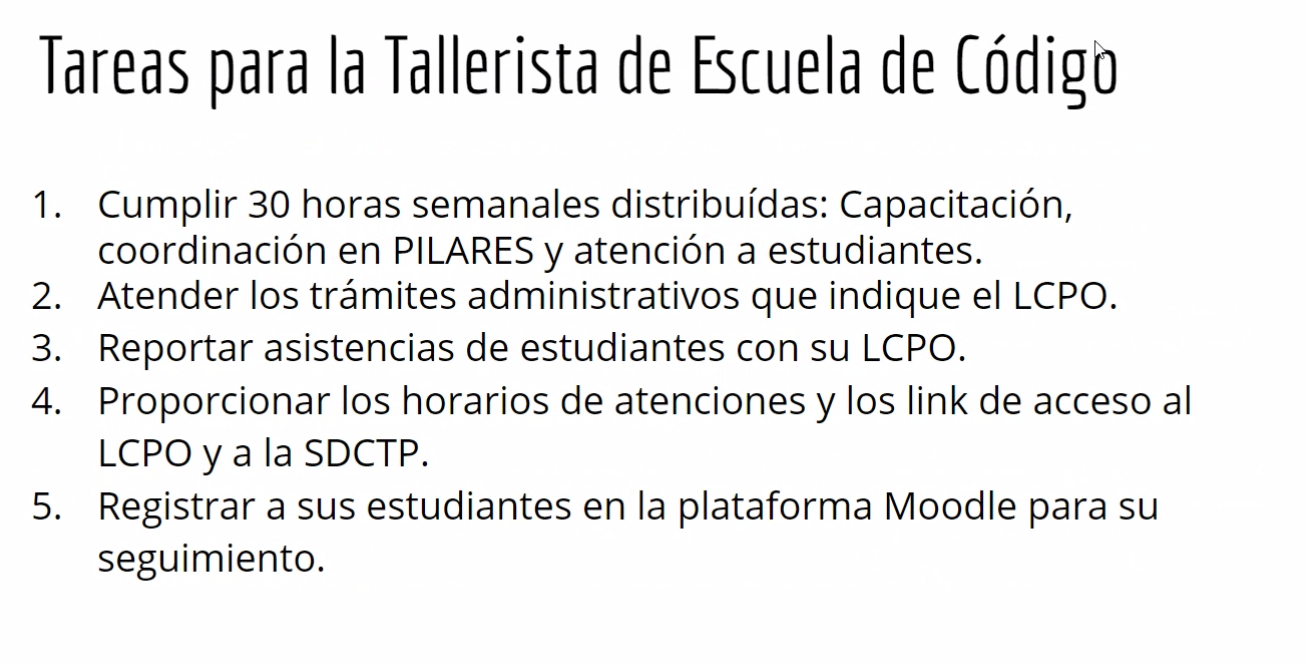 Tareas para la Tallerista de Escuela de Código
1. Cumplir 30 horas semanales distribuídas: Capacitación,
coordinación en PILARES y atención a estudiantes.
2. Atender los trámites administrativos que indique el LCPO.
3. Reportar asistencias de estudiantes con su LCPO.
4. Proporcionar los horarios de atenciones y los link de acceso al
LCPO y a la SDCTP.
5. Registrar a sus estudiantes en la plataforma Moodle para su
seguimiento.